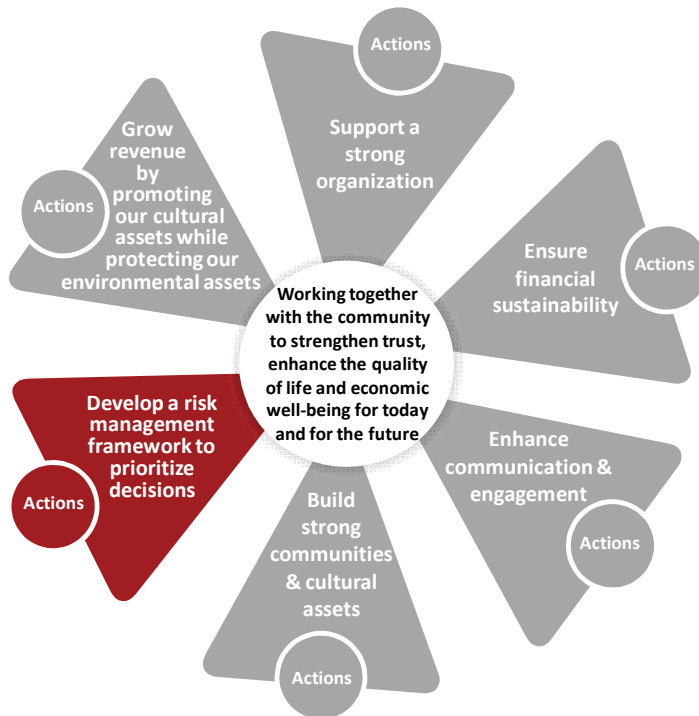 Actions
Support a
strong
organization
Actions
Ensure
financial
sustainability
Actions
Enhance
communication &
engagement
Actions
Build
strong
communities
& cultural
assets
Actions
Develop a risk
management
framework to
prioritize
decisions
Actions
Grow
revenue
by
promoting
our cultural
assets while
protecting our
environmental assets
Working together
with the community
to strengthen trust,
enhance the quality
of life and economic
well-being for today
and for the future